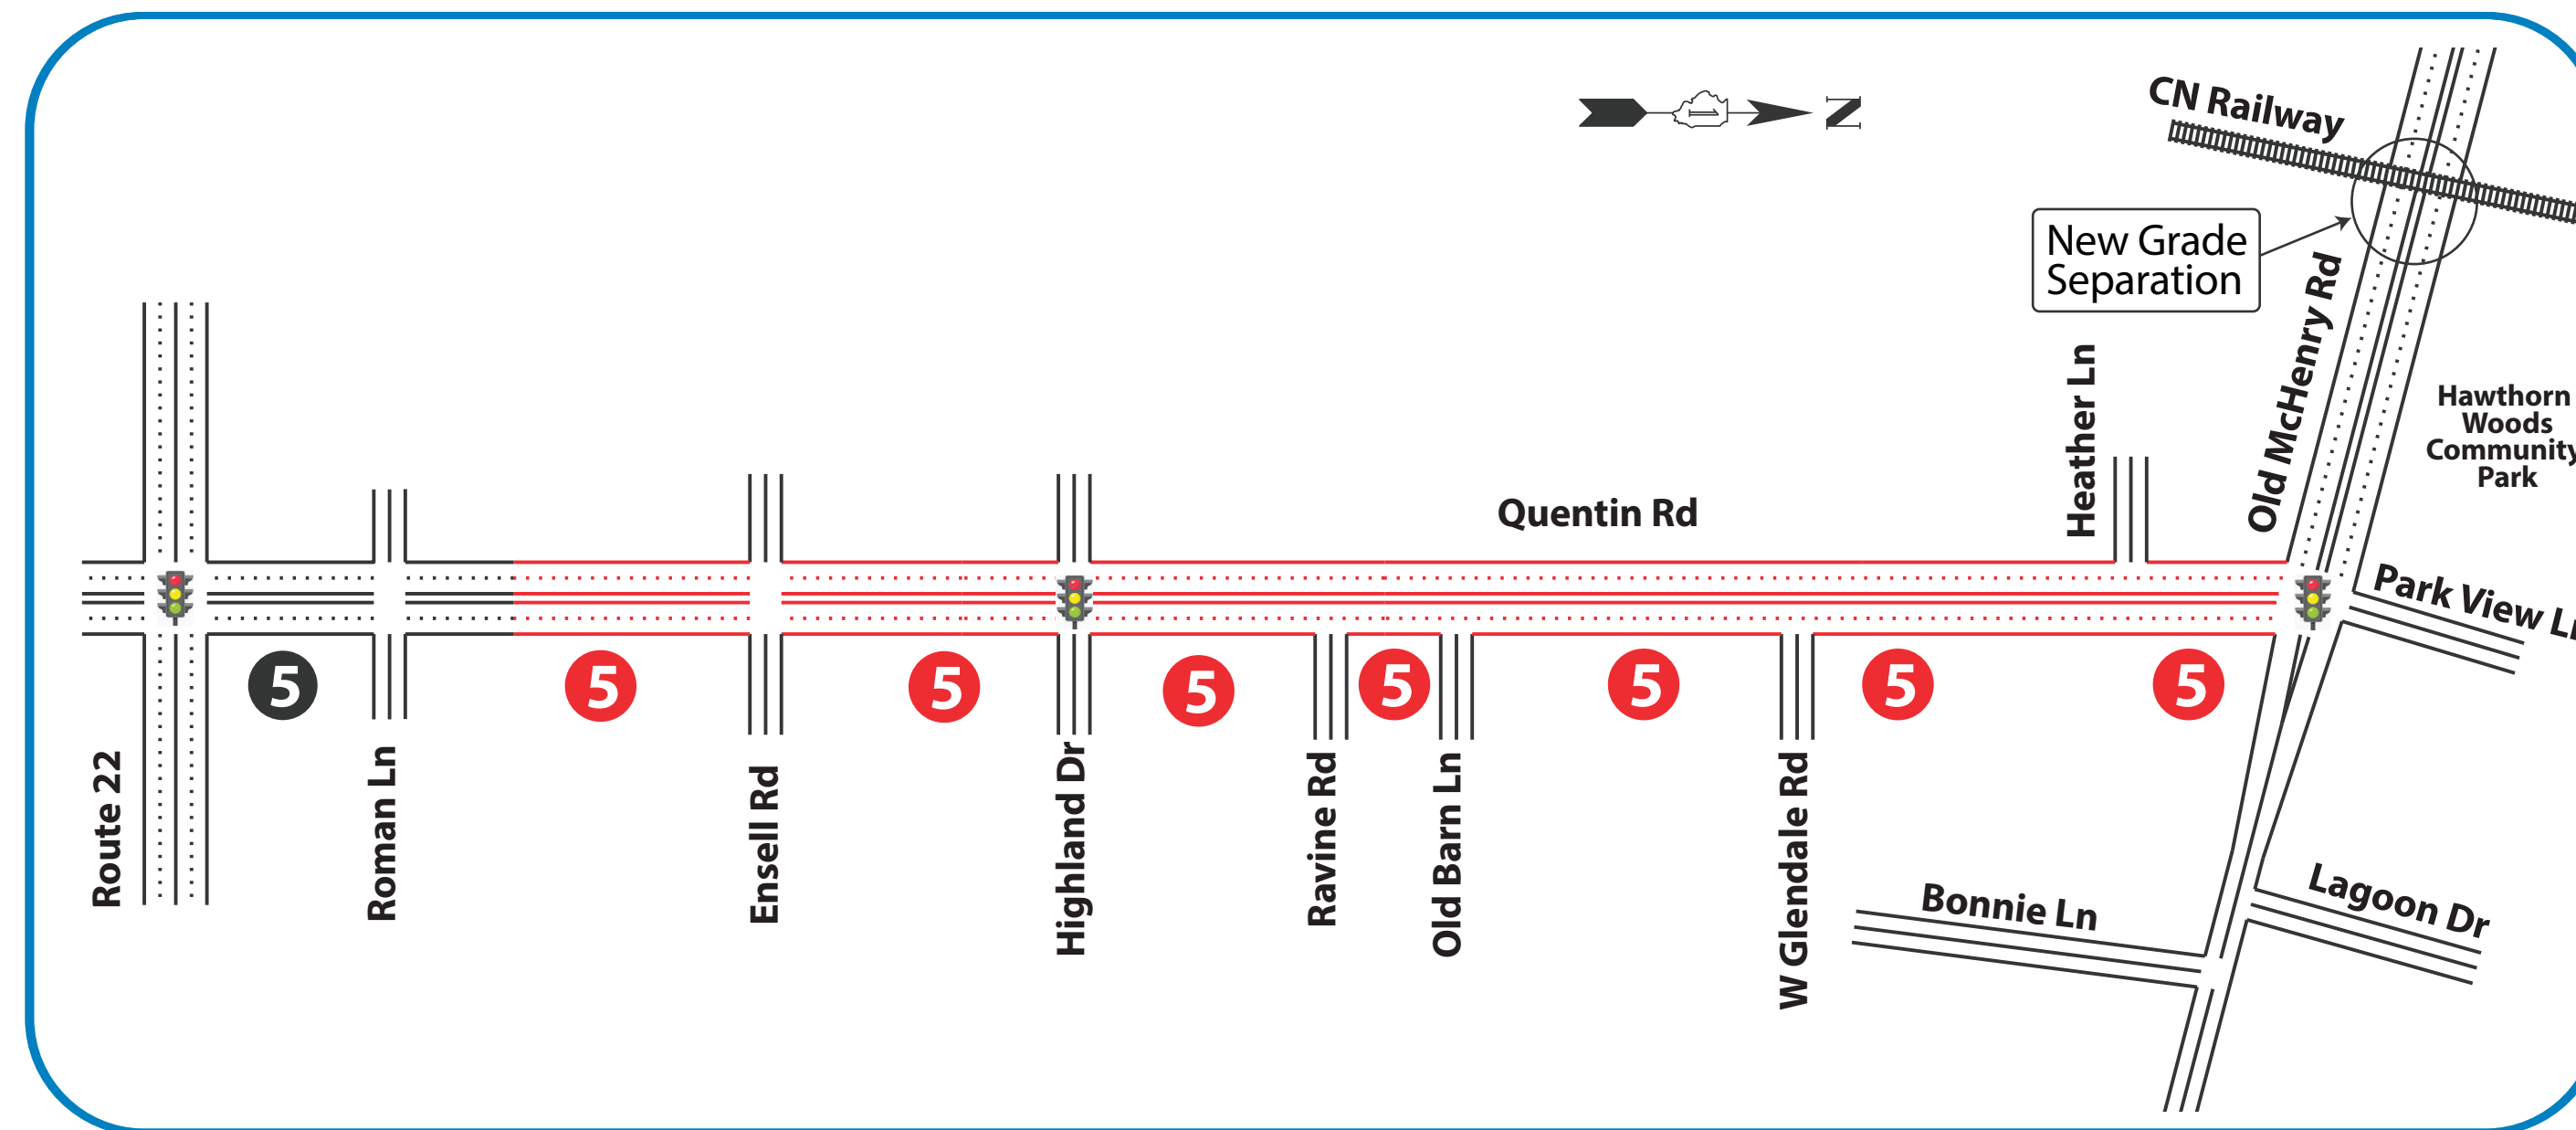 CN Railway
N
New Grade
Separation
Old McHenry Rd
Heather Ln
Hawthorn
Woods
Community
Park
Quentin Rd
Park View Ln
5
5
5
5
5
5
5
5
Route 22
Roman Ln
Ensell Rd
Highland Dr
Ravine Rd
Old Barn Ln
W Glendale Rd
Bonnie Ln
Lagoon Dr